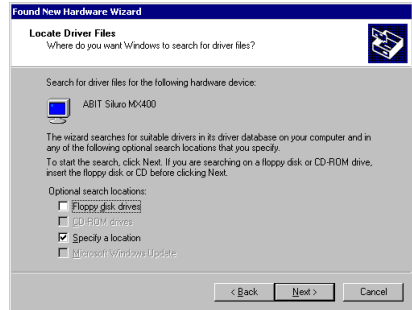 Found New Hardware Wizard
Locate Driver Files
Where do you want Windows to search for driver files?
Search for driver files for the following hardware device:
ABIT Siluro MX400
The wizard searches for suitable drivers in its driver database on your computer and in
any of the following optional search locations that you specify.
To start the search, click Next. If you are searching on a floppy disk or CD-ROM drive,
insert the floppy disk or CD before clicking Next.
Optional search locations:
Floppy disk drives
CD-ROM drives
Specify a location
Microsoft Windows Update
< Back Next > Cancel